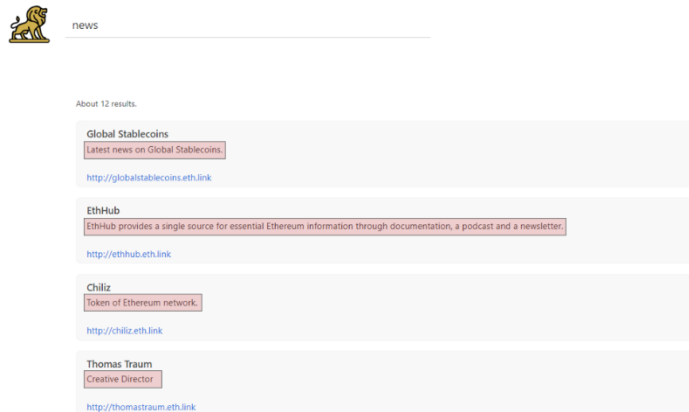 news
About 12 results.
Global Stablecoins
Latest news on Global Stablecoins.
http://globalstablecoins.eth.link
EthHub
EthHub provides a single source for essential Ethereum information through documentation, a podcast and a newsletter.
http://ethhub.eth.link
Chiliz
Token of Ethereum network.
http://chiliz.eth.link
Thomas Traum
Creative Director
http://thomastraum.eth.link